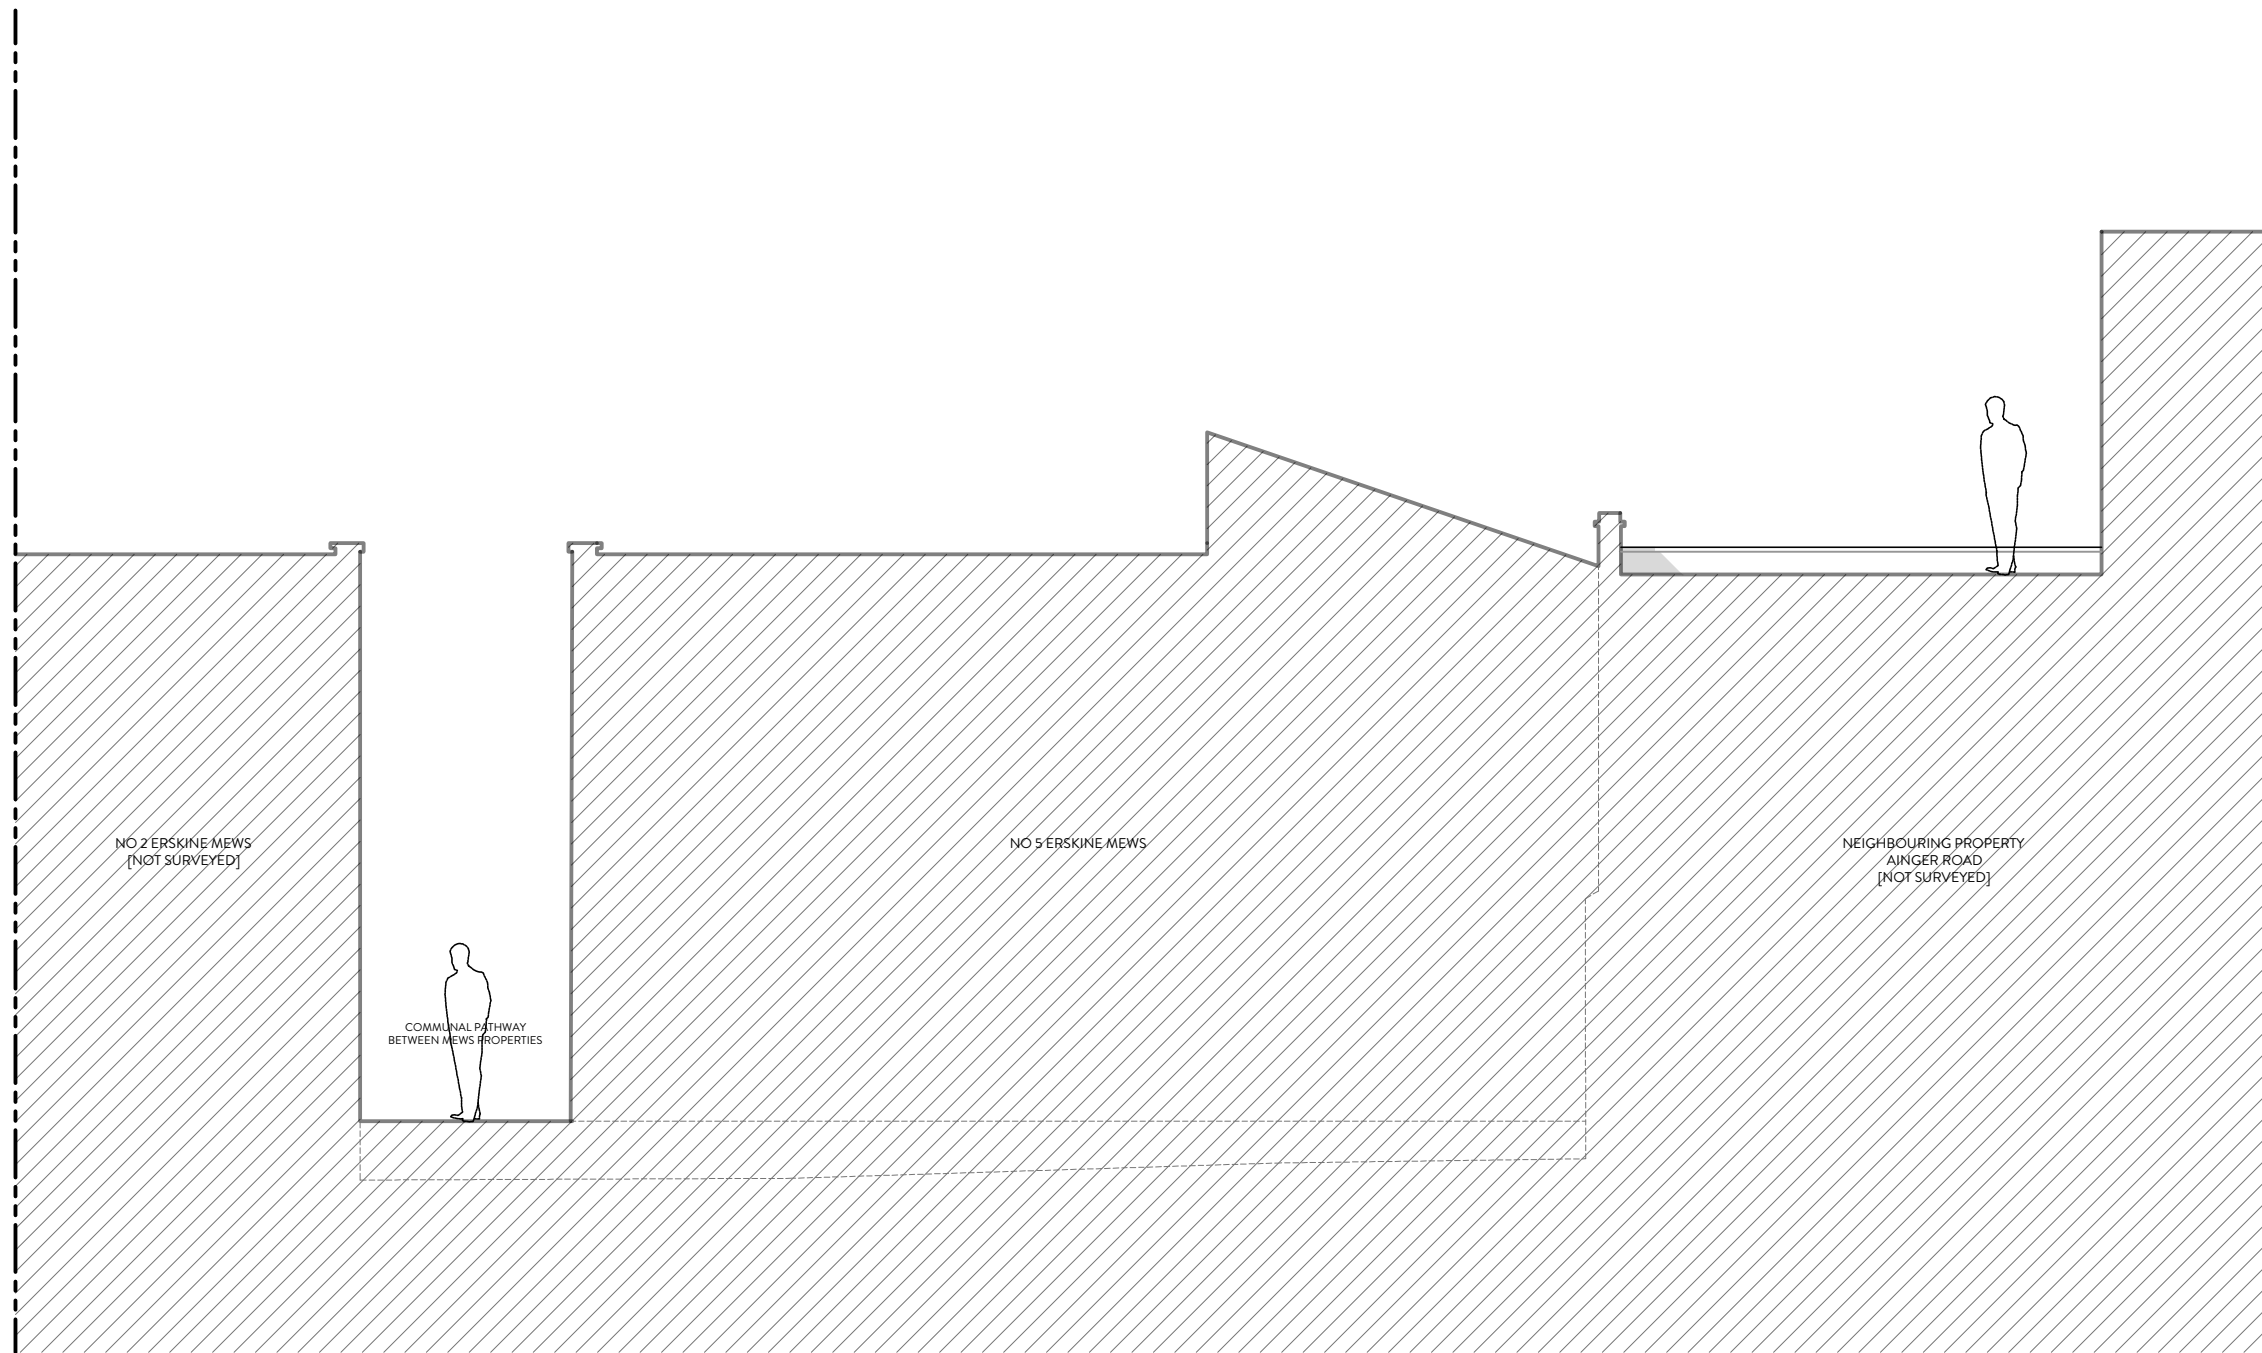 NO 2 ERSKINE MEWS
[NOT SURVEYED]
NO 5 ERSKINE MEWS
NEIGHBOURING PROPERTY
AINGER ROAD
[NOT SURVEYED]
COMMUNAL PATHWAY
BETWEEN MEWS PROPERTIES